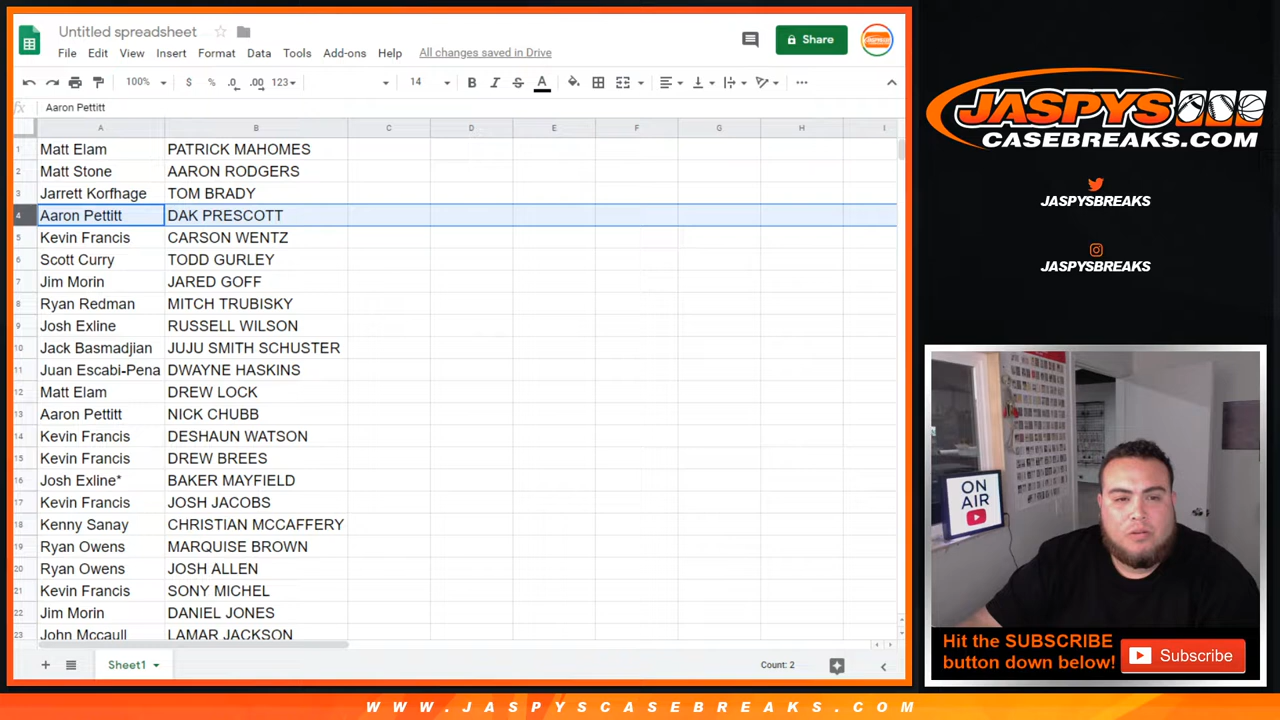 Untitled spreadsheet
File Edit View Insert Format Data Tools Add-ons Help All changes saved in Drive
Share
100% $ % .0 .00 123 14 B I S A
fx Aaron Pettitt
A B C D E F G H I
1 Matt Elam PATRICK MAHOMES
2 Matt Stone AARON RODGERS
3 Jarrett Korfhage TOM BRADY
4 Aaron Pettitt DAK PRESCOTT
5 Kevin Francis CARSON WENTZ
6 Scott Curry TODD GURLEY
7 Jim Morin JARED GOFF
8 Ryan Redman MITCH TRUBISKY
9 Josh Exline RUSSELL WILSON
10 Jack Basmadjian JUJU SMITH SCHUSTER
11 Juan Escabi-Pena DWAYNE HASKINS
12 Matt Elam DREW LOCK
13 Aaron Pettitt NICK CHUBB
14 Kevin Francis DESHAUN WATSON
15 Kevin Francis DREW BREES
16 Josh Exline* BAKER MAYFIELD
17 Kevin Francis JOSH JACOBS
18 Kenny Sanay CHRISTIAN MCCAFFERY
19 Ryan Owens MARQUISE BROWN
20 Ryan Owens JOSH ALLEN
21 Kevin Francis SONY MICHEL
22 Jim Morin DANIEL JONES
23 John Mccaull LAMAR JACKSON
Sheet1
Count: 2
JASPYS
CASEBREAKS.COM
JASPYSBREAKS
JASPYSBREAKS
ON
AIR
Hit the SUBSCRIBE
button down below!
Subscribe
WWW.JASPYSCASEBREAKS.COM